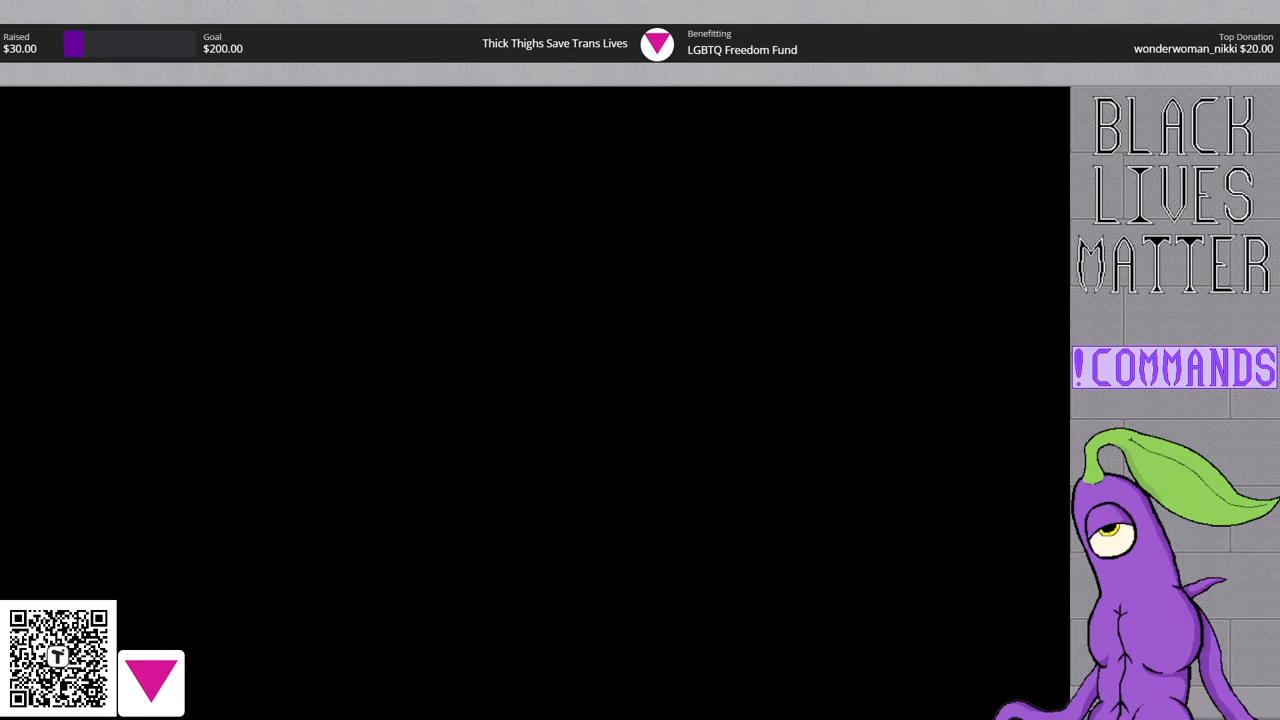 Raised
$30.00
Goal
$200.00
Thick Thighs Save Trans Lives
Benefitting
LGBTQ Freedom Fund
Top Donation
wonderwoman_nikki $20.00
BLACK
LIVES
MATTER
!COMMANDS
T